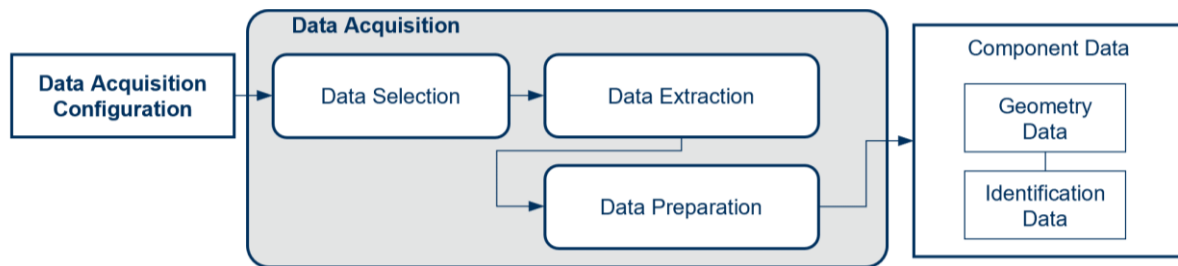 Data Acquisition
Data Acquisition
Configuration
Data Selection
Data Extraction
Data Preparation
Component Data
Geometry
Data
Identification
Data